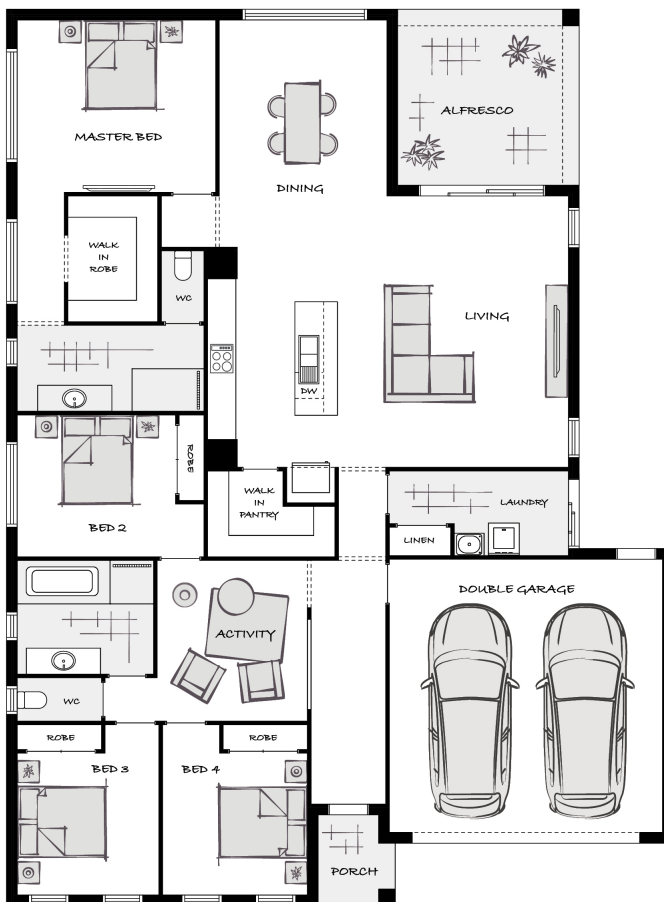 MASTER BED
ALFRESCO
DINING
WALK
IN
ROBE
WC
LIVING
DW
ROBE
BED 2
WALK
IN
PANTRY
LAUNDRY
LINEN
DOUBLE GARAGE
ACTIVITY
WC
ROBE
ROBE
BED 3
BED 4
PORCH